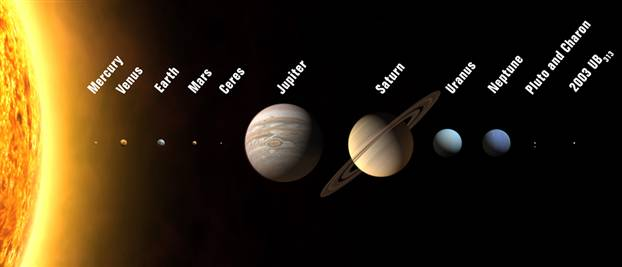 Mercury
Venus
Earth
Mars
Ceres
Jupiter
Saturn
Uranus
Neptune
Pluto and Charon
2003 UB313